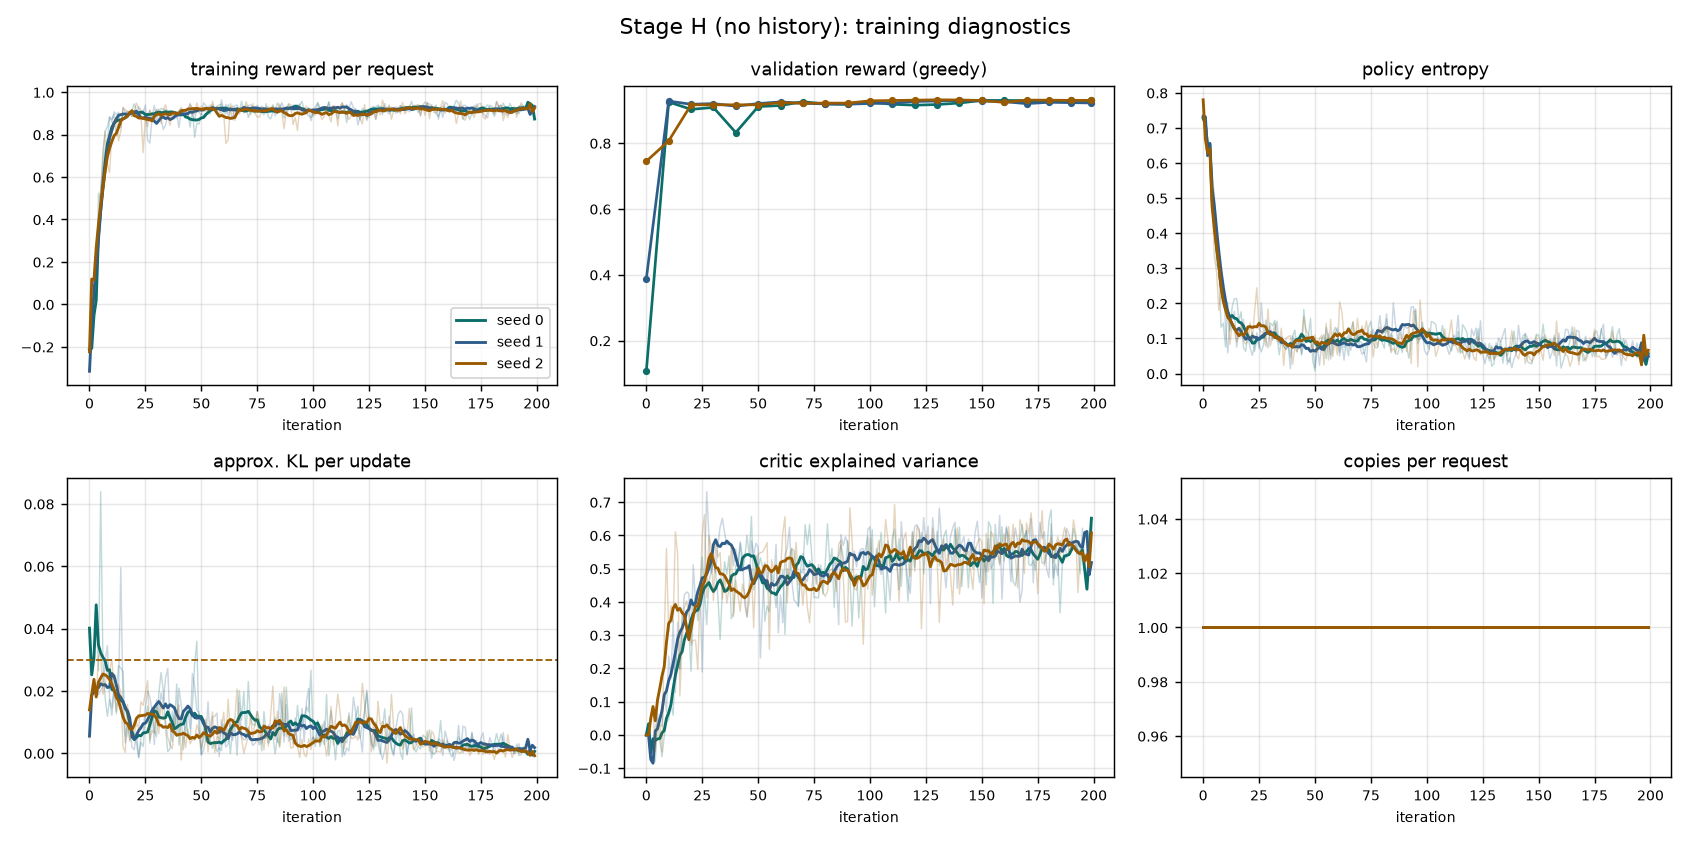 Stage H (no history): training diagnostics
training reward per request
1.0
0.8
0.6
0.4
0.2
0.0
−0.2
0 25 50 75 100 125 150 175 200
iteration
seed 0
seed 1
seed 2
validation reward (greedy)
0.8
0.6
0.4
0.2
0 25 50 75 100 125 150 175 200
iteration
policy entropy
0.8
0.7
0.6
0.5
0.4
0.3
0.2
0.1
0.0
0 25 50 75 100 125 150 175 200
iteration
approx. KL per update
0.08
0.06
0.04
0.02
0.00
0 25 50 75 100 125 150 175 200
iteration
critic explained variance
0.7
0.6
0.5
0.4
0.3
0.2
0.1
0.0
−0.1
0 25 50 75 100 125 150 175 200
iteration
copies per request
1.04
1.02
1.00
0.98
0.96
0 25 50 75 100 125 150 175 200
iteration